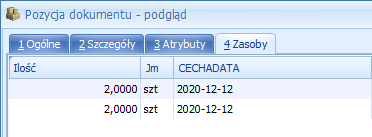 Pozycja dokumentu - podgląd
1 Ogólne 2 Szczegóły 3 Atrybuty 4 Zasoby
Ilość Jm CECHADATA
2,0000 szt 2020-12-12
2,0000 szt 2020-12-12